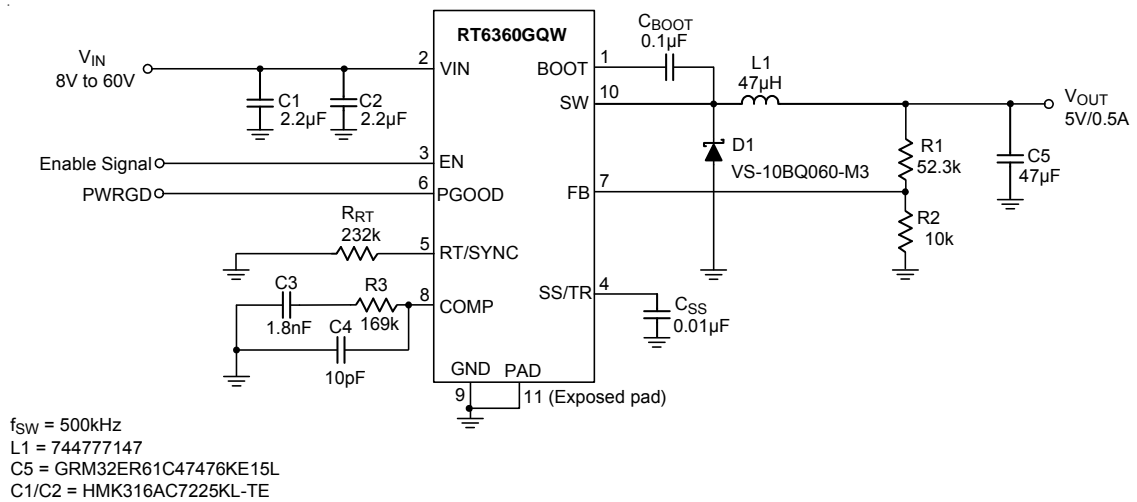 RT6360GQW
VIN
8V to 60V
2
VIN
C1
2.2µF
C2
2.2µF
Enable Signal
3
EN
PWRGD
6
PGOOD
RRT
232k
5
RT/SYNC
C3
1.8nF
R3
169k
8
COMP
C4
10pF
GND
9
PAD
11 (Exposed pad)
BOOT
1
CBOOT
0.1µF
SW
10
L1
47µH
VOUT
5V/0.5A
D1
VS-10BQ060-M3
R1
52.3k
C5
47µF
FB
7
R2
10k
SS/TR
4
CSS
0.01µF
fSW = 500kHz
L1 = 744777147
C5 = GRM32ER61C47476KE15L
C1/C2 = HMK316AC7225KL-TE